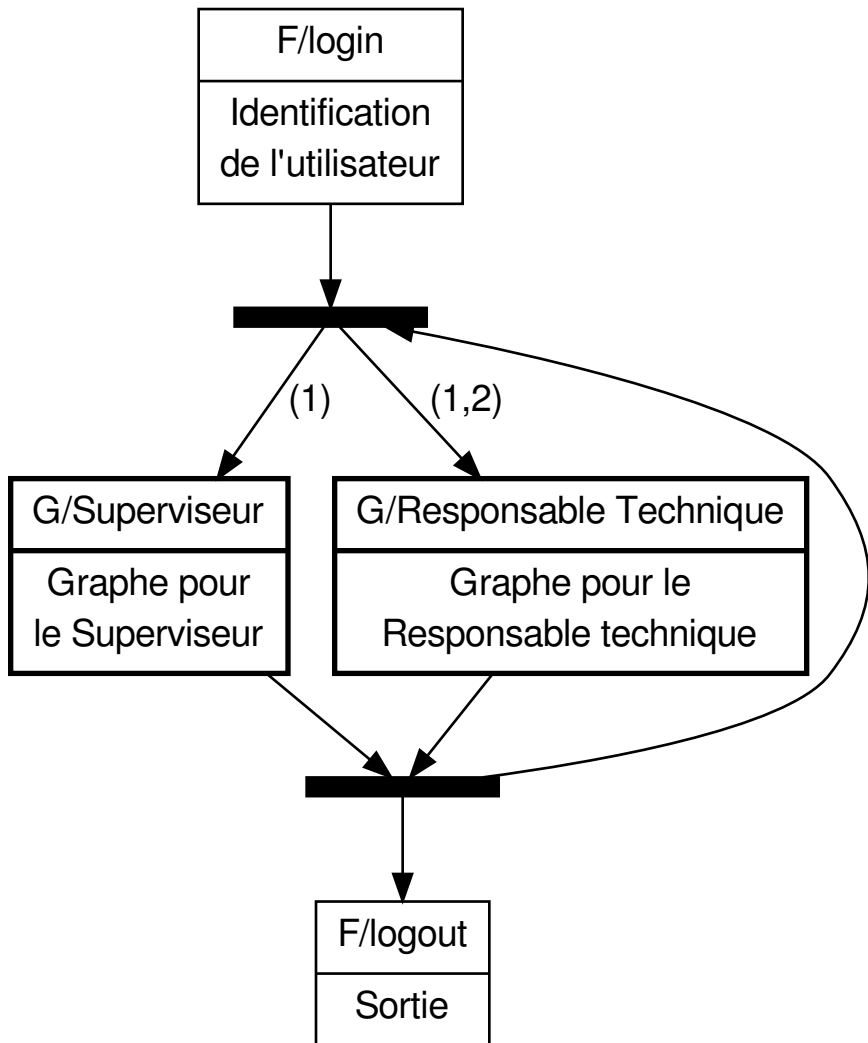 F/login
Identification
de l'utilisateur
(1)
(1,2)
G/Superviseur
Graphe pour
le Superviseur
G/Responsable Technique
Graphe pour le
Responsable technique
F/logout
Sortie